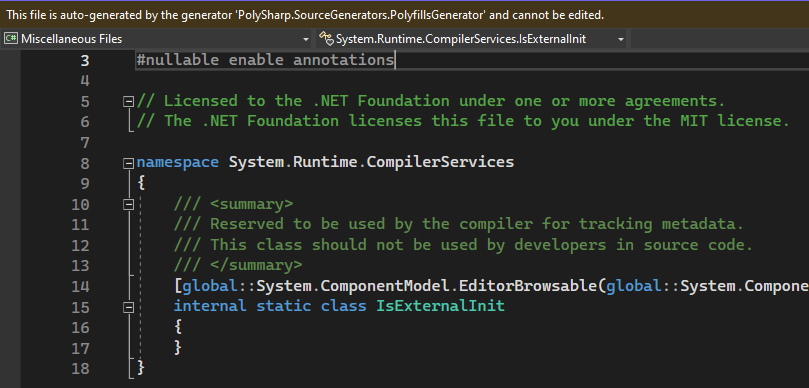 This file is auto-generated by the generator 'PolySharp.SourceGenerators.PolyfillsGenerator' and cannot be edited.
C# Miscellaneous Files System.Runtime.CompilerServices.IsExternalInit
3 #nullable enable annotations
4
5 // Licensed to the .NET Foundation under one or more agreements.
6 // The .NET Foundation licenses this file to you under the MIT license.
7
8 namespace System.Runtime.CompilerServices
9 {
10 /// <summary>
11 /// Reserved to be used by the compiler for tracking metadata.
12 /// This class should not be used by developers in source code.
13 /// </summary>
14 [global::System.ComponentModel.EditorBrowsable(global::System.Compone
15 internal static class IsExternalInit
16 {
17 }
18 }